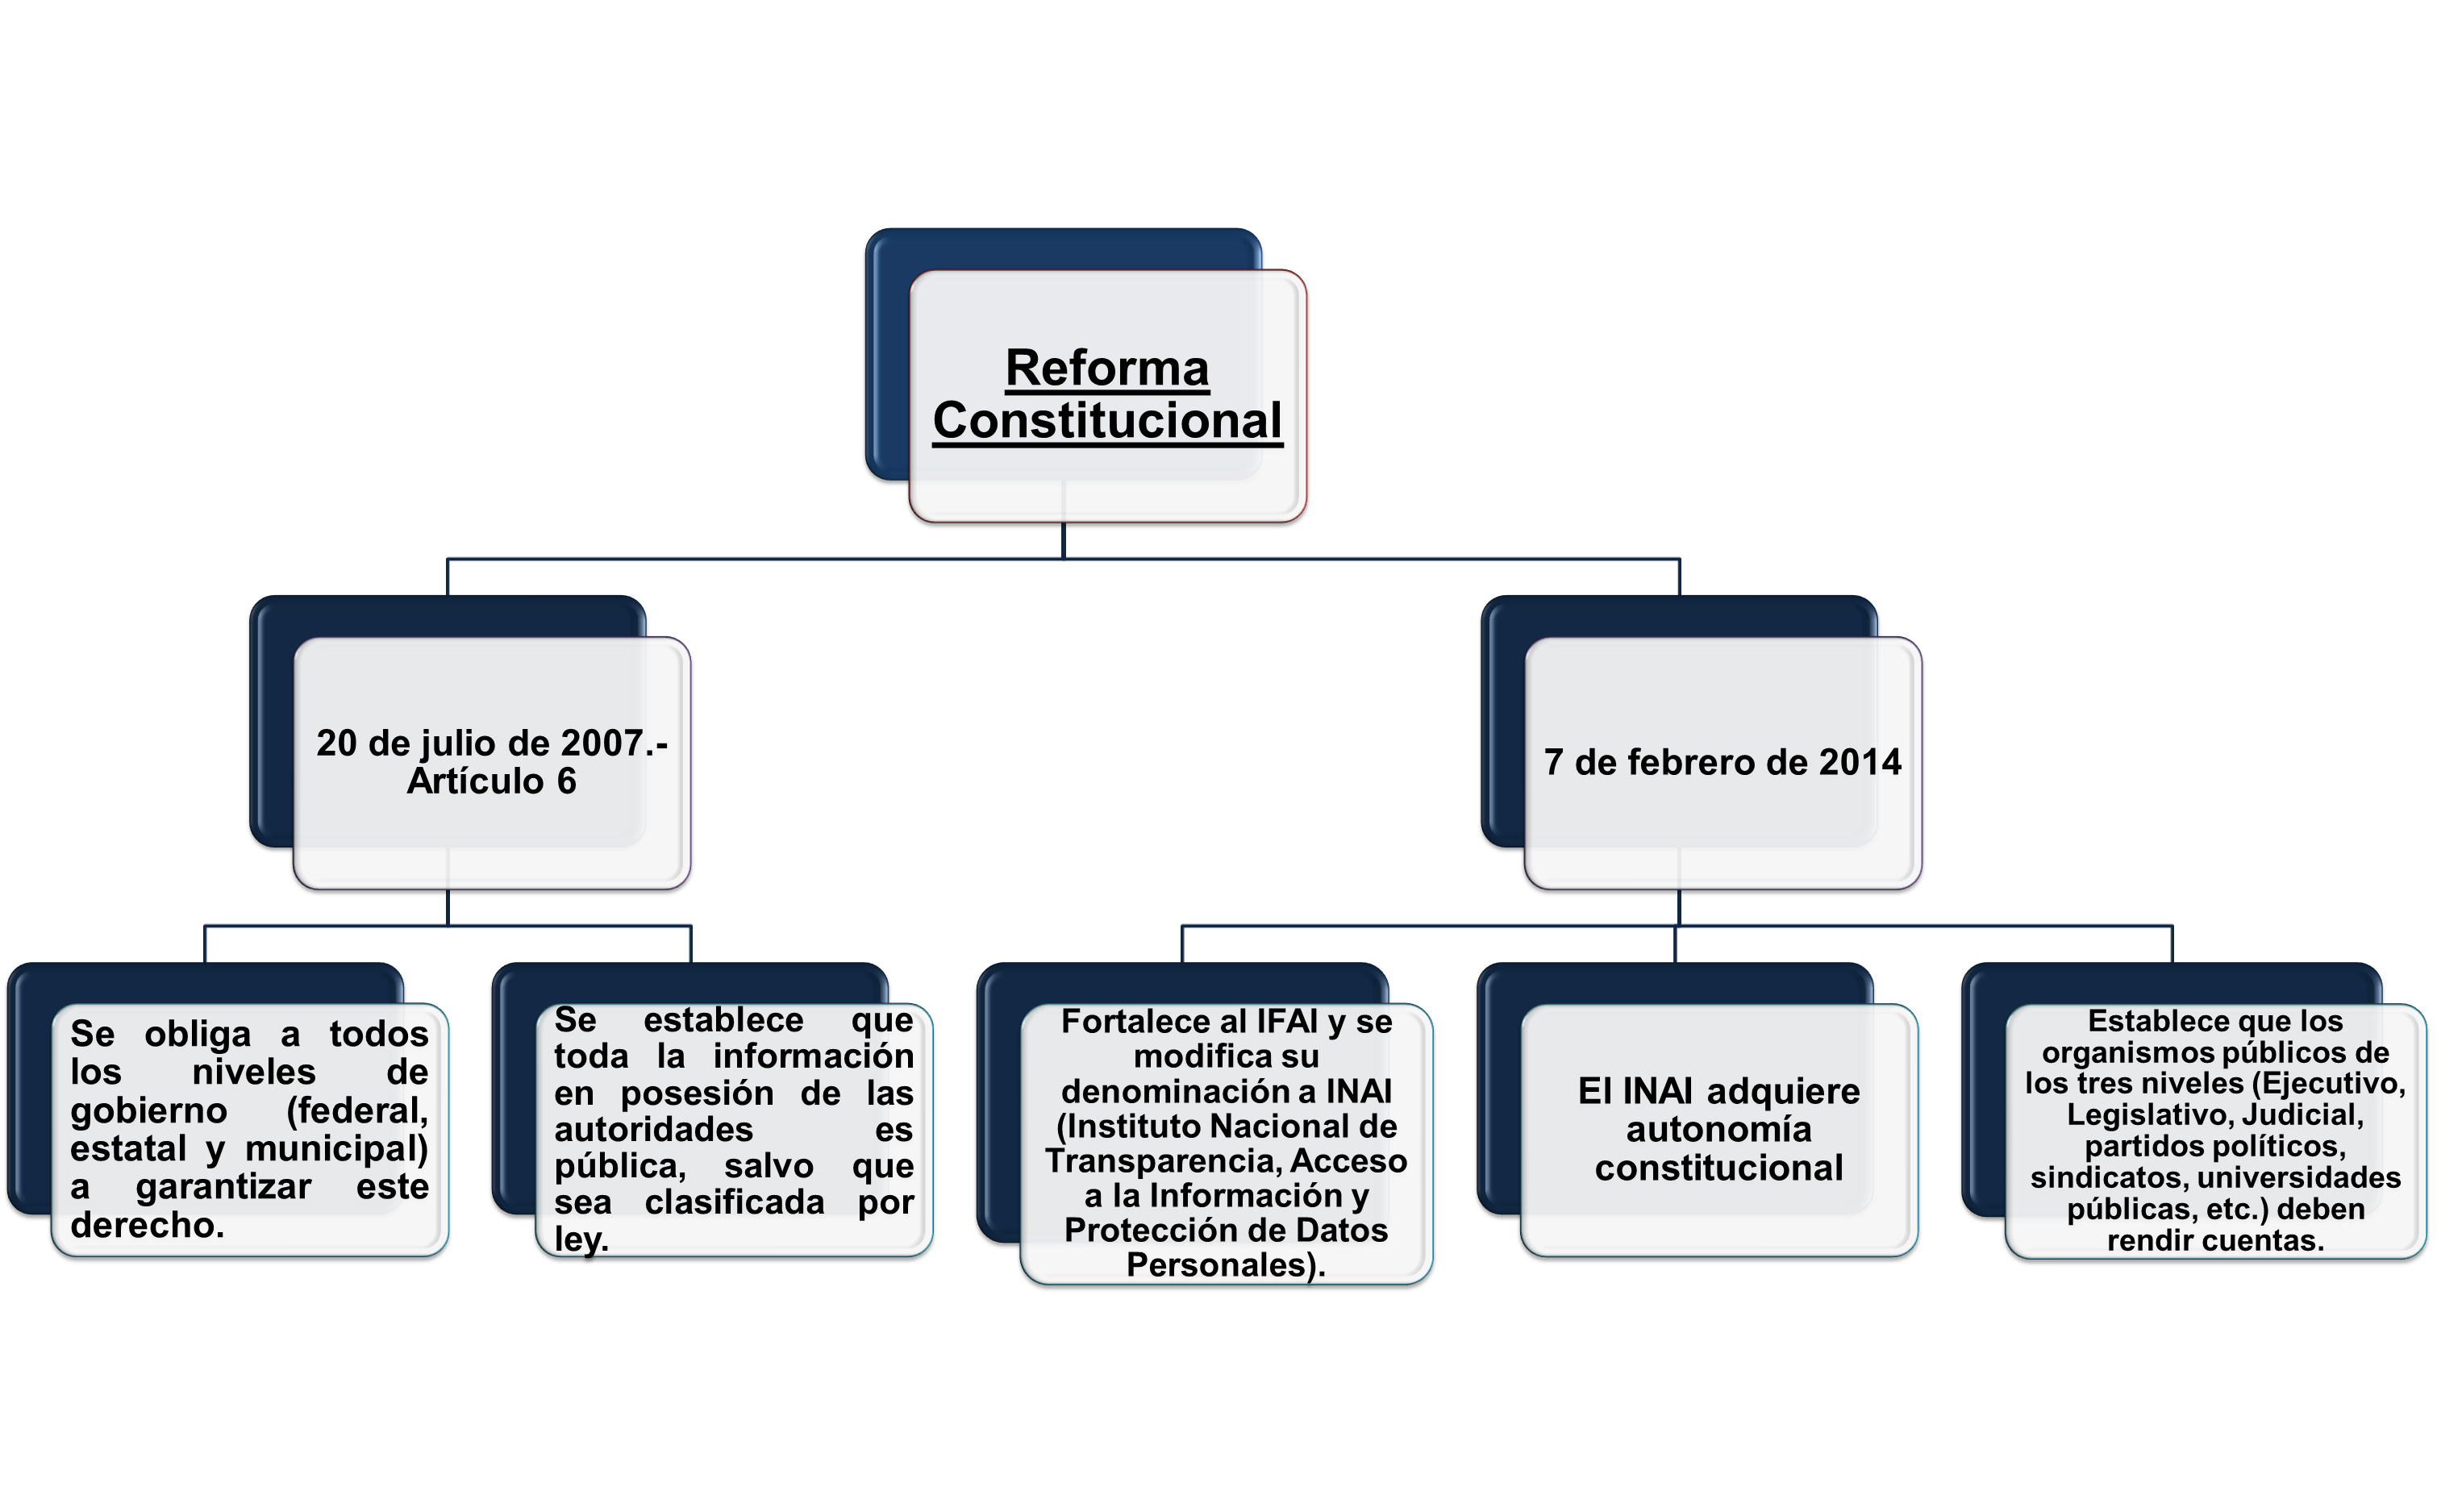 Reforma
Constitucional
20 de julio de 2007.-
Artículo 6
7 de febrero de 2014
Se obliga a todos
los niveles de
gobierno (federal,
estatal y municipal)
a garantizar este
derecho.
Se establece que
toda la información
en posesión de las
autoridades es
pública, salvo que
sea clasificada por
ley.
Fortalece al IFAI y se
modifica su
denominación a INAI
(Instituto Nacional de
Transparencia, Acceso
a la Información y
Protección de Datos
Personales).
El INAI adquiere
autonomía
constitucional
Establece que los
organismos públicos de
los tres niveles (Ejecutivo,
Legislativo, Judicial,
partidos políticos,
sindicatos, universidades
públicas, etc.) deben
rendir cuentas.